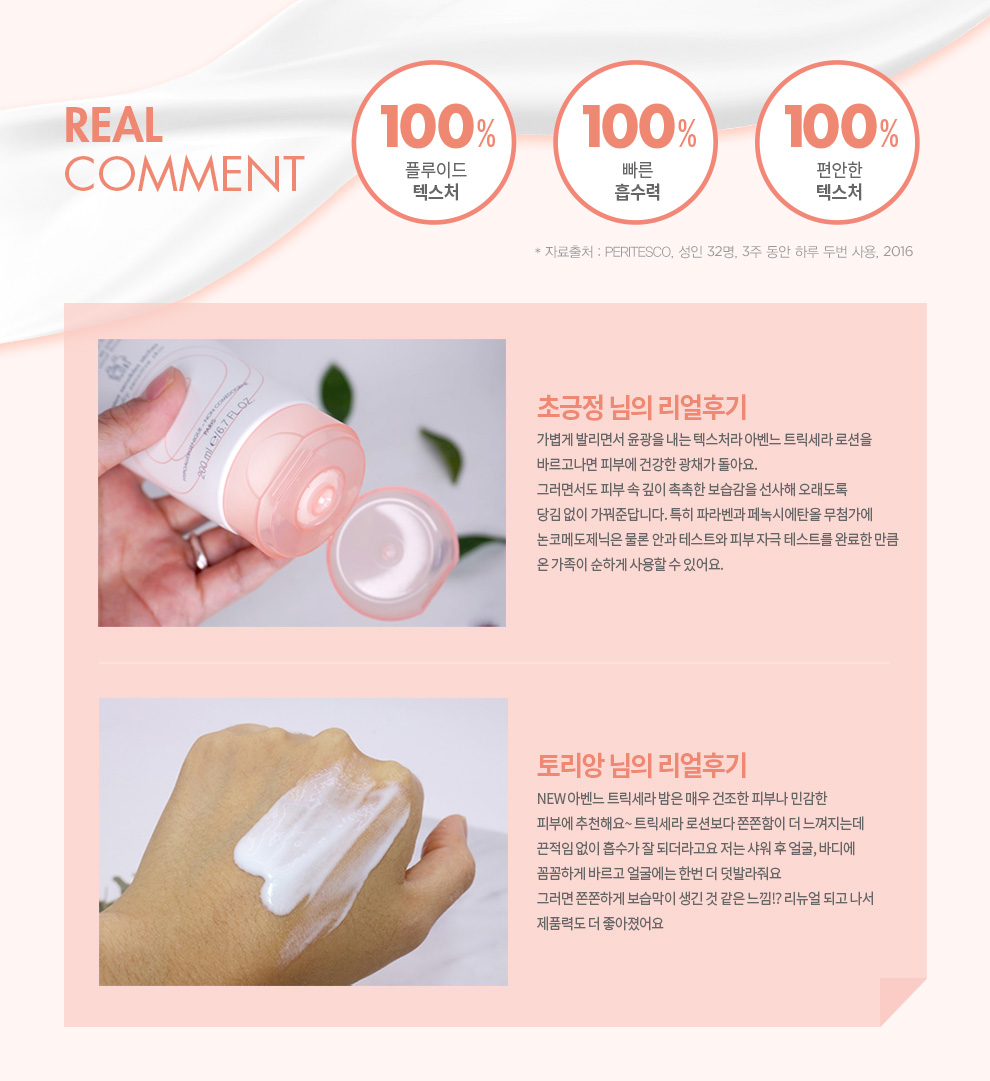 REAL
COMMENT
100%
플루이드
텍스처
100%
빠른
흡수력
100%
편안한
텍스처
* 자료출처 : PERITESCO, 성인 32명, 3주 동안 하루 두번 사용, 2016
200 ml e/6.7 FL.OZ.
초긍정 님의 리얼후기
가볍게 발리면서 윤광을 내는 텍스처라 아벤느 트릭세라 로션을
바르고나면 피부에 건강한 광채가 돌아요.
그러면서도 피부 속 깊이 촉촉한 보습감을 선사해 오래도록
당김 없이 가꿔준답니다. 특히 파라벤과 페녹시에탄올 무첨가에
논코메도제닉은 물론 안과 테스트와 피부 자극 테스트를 완료한 만큼
온 가족이 순하게 사용할 수 있어요.
토리앙 님의 리얼후기
NEW 아벤느 트릭세라 밤은 매우 건조한 피부나 민감한
피부에 추천해요~ 트릭세라 로션보다 쫀쫀함이 더 느껴지는데
끈적임 없이 흡수가 잘 되더라고요 저는 샤워 후 얼굴, 바디에
꼼꼼하게 바르고 얼굴에는 한번 더 덧발라줘요
그러면 쫀쫀하게 보습막이 생긴 것 같은 느낌!? 리뉴얼 되고 나서
제품력도 더 좋아졌어요